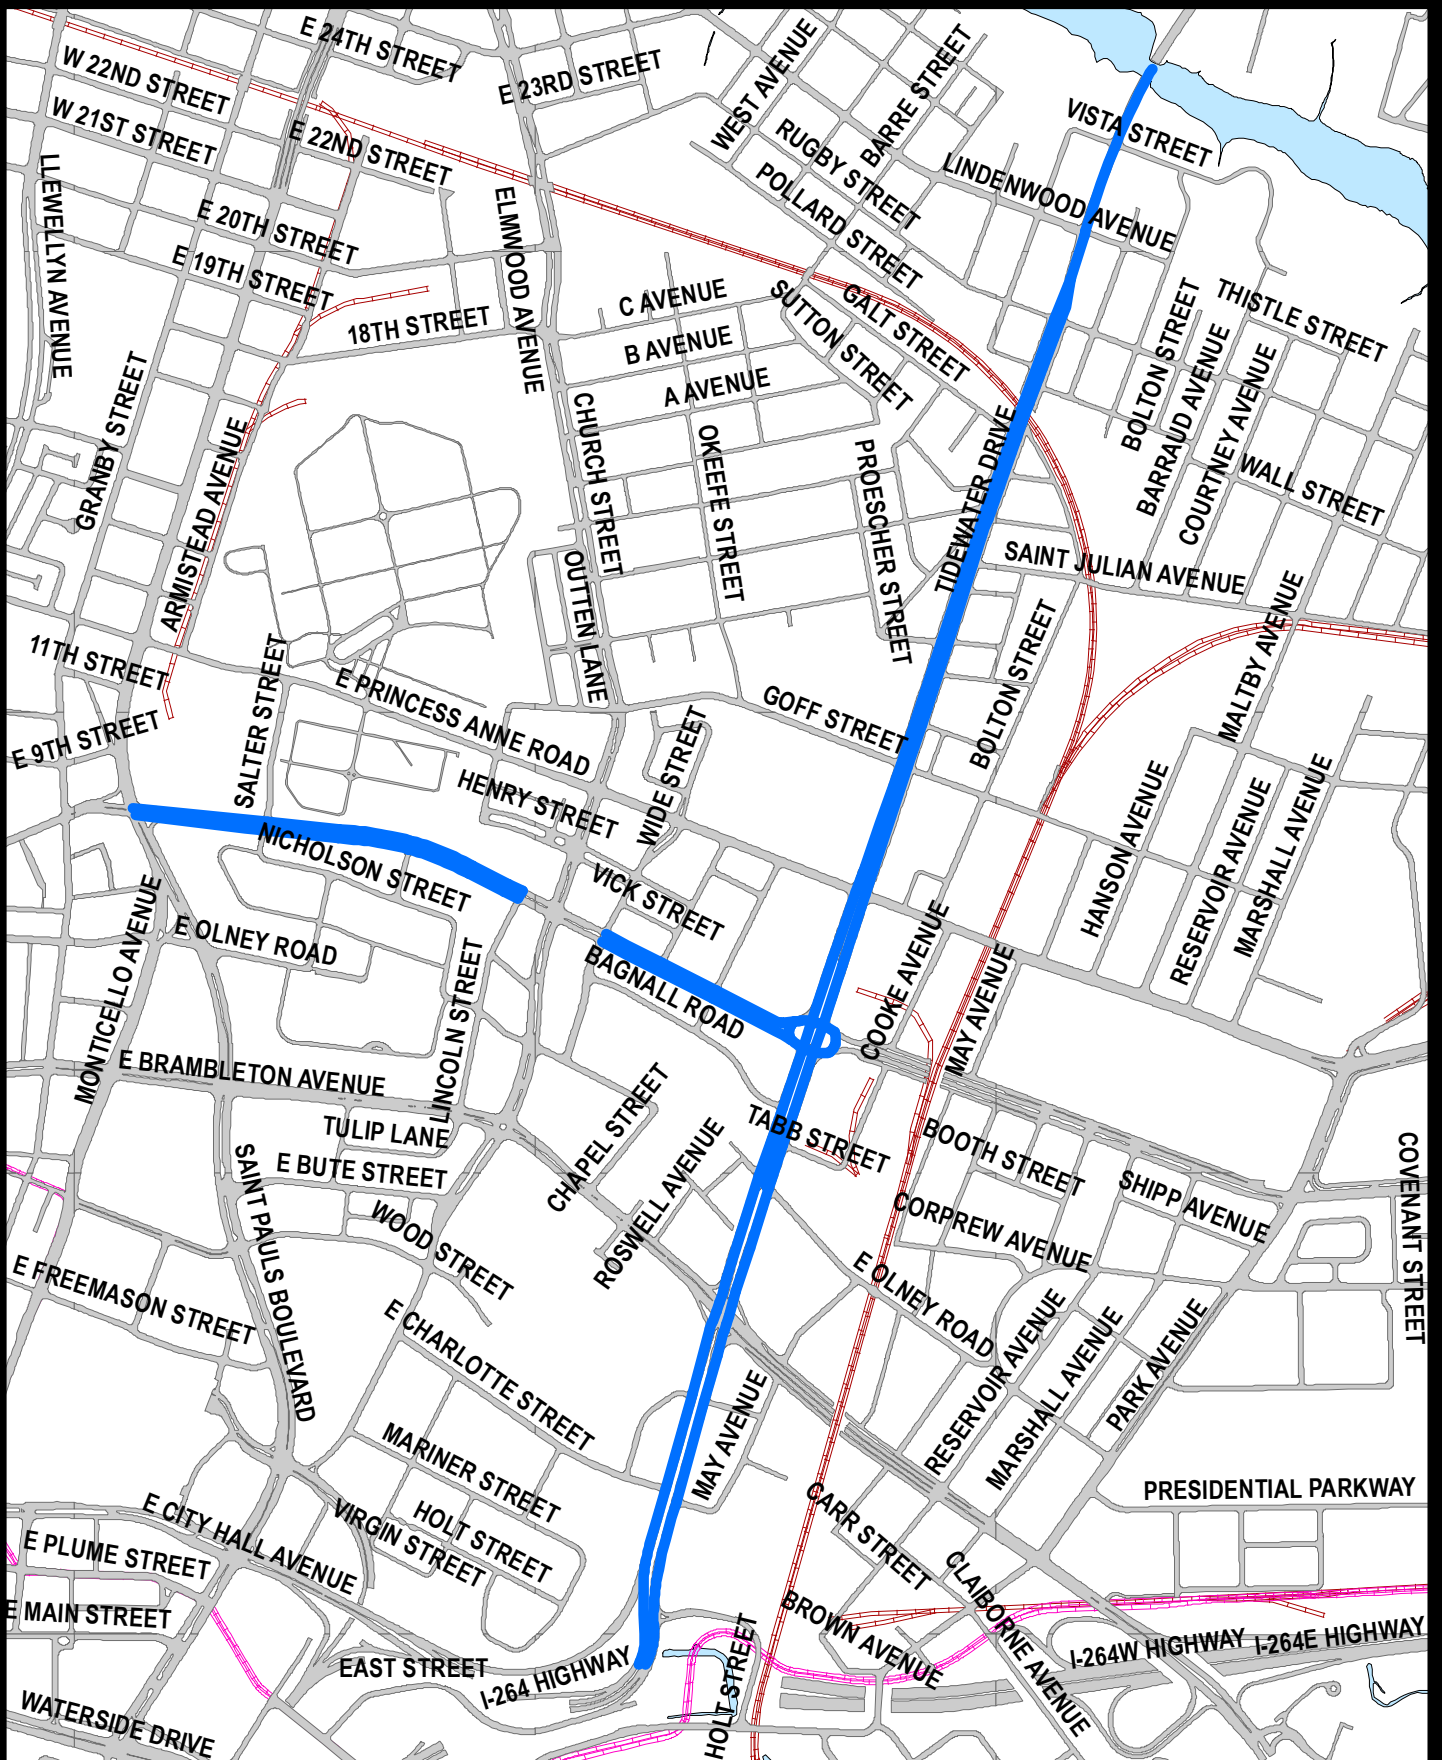 E 24TH STREET
W 22ND STREET
E 23RD STREET
WEST AVENUE
BARRE STREET
W 21ST STREET
E 22ND STREET
VISTA STREET
RUGBY STREET
LINDENWOOD AVENUE
POLLARD STREET
LLEWELLYN AVENUE
E 20TH STREET
ELMWOOD AVENUE
E 19TH STREET
C AVENUE
SUTTON STREET
GALT STREET
BOLTON STREET
THISTLE STREET
18TH STREET
B AVENUE
A AVENUE
BARRAUD AVENUE
COURTNEY AVENUE
GRANBY STREET
ARMISTEAD AVENUE
CHURCH STREET
OKEEFE STREET
PROESCHER STREET
TIDEWATER DRIVE
WALL STREET
SAINT JULIAN AVENUE
OUTTEN LANE
BOLTON STREET
MALTBY AVENUE
11TH STREET
SALTER STREET
E PRINCESS ANNE ROAD
GOFF STREET
E 9TH STREET
WIDE STREET
HENRY STREET
HANSON AVENUE
RESERVOIR AVENUE
MARSHALL AVENUE
NICHOLSON STREET
VICK STREET
MONTICELLO AVENUE
E OLNEY ROAD
LINCOLN STREET
BAGNALL ROAD
COOKE AVENUE
MAY AVENUE
E BRAMBLETON AVENUE
CHAPEL STREET
TULIP LANE
TABB STREET
BOOTH STREET
ROSWELL AVENUE
SAINT PAULS BOULEVARD
E BUTE STREET
SHIPP AVENUE
COVENANT STREET
WOOD STREET
CORPREW AVENUE
E FREEMASON STREET
E OLNEY ROAD
E CHARLOTTE STREET
RESERVOIR AVENUE
MARSHALL AVENUE
PARK AVENUE
MAY AVENUE
MARINER STREET
PRESIDENTIAL PARKWAY
E CITY HALL AVENUE
VIRGIN STREET
HOLT STREET
CARR STREET
E PLUME STREET
CLAIBORNE AVENUE
E MAIN STREET
BROWN AVENUE
HOLT STREET
I-264W HIGHWAY
I-264E HIGHWAY
EAST STREET
I-264 HIGHWAY
WATERSIDE DRIVE